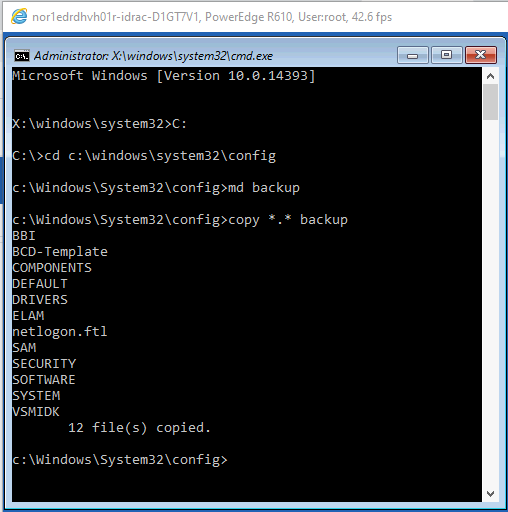 nor1edrdhvh01r-idrac-D1GT7V1, PowerEdge R610, User:root, 42.6 fps
Administrator: X:\windows\system32\cmd.exe
Microsoft Windows [Version 10.0.14393]
X:\windows\system32>C:
C:\>cd c:\windows\system32\config
c:\Windows\System32\config>md backup
c:\Windows\System32\config>copy *.* backup
BBI
BCD-Template
COMPONENTS
DEFAULT
DRIVERS
ELAM
netlogon.ftl
SAM
SECURITY
SOFTWARE
SYSTEM
VSMIDK
12 file(s) copied.
c:\Windows\System32\config>